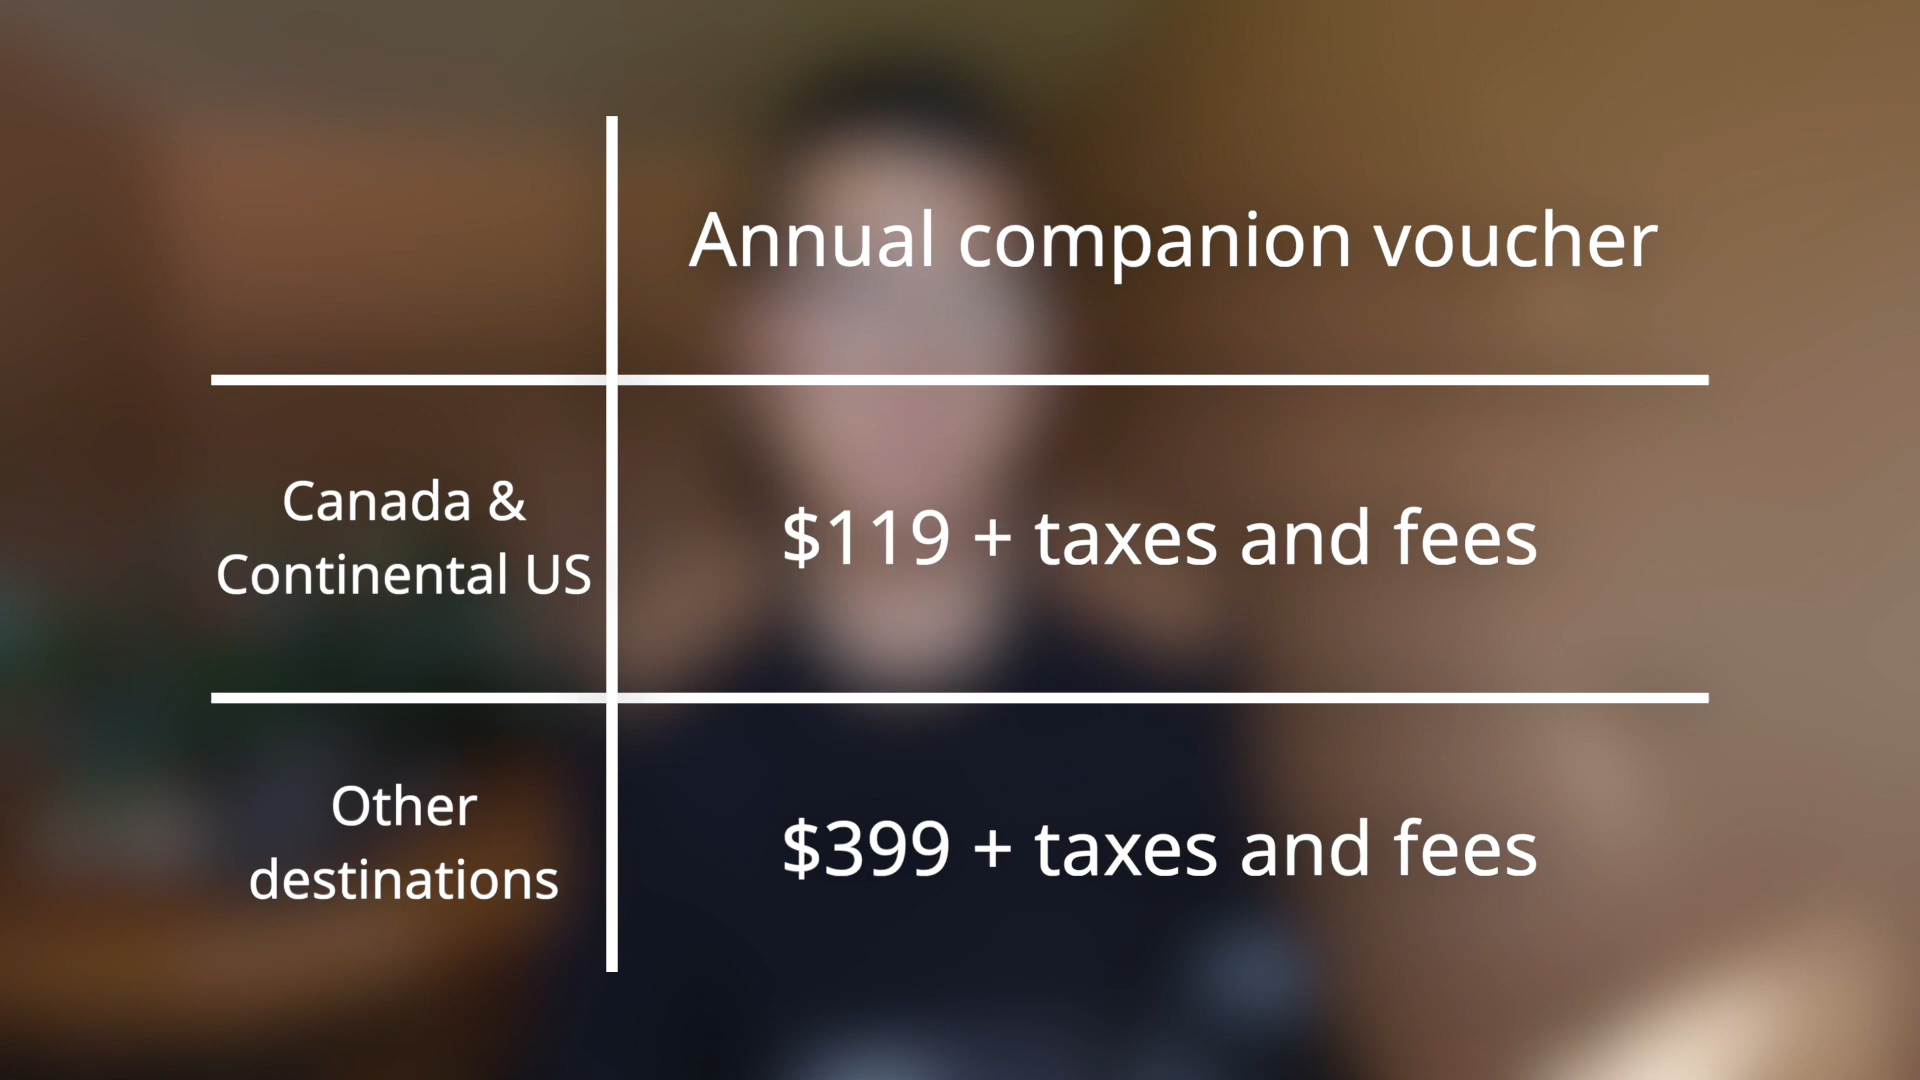 Annual companion voucher
Canada &
Continental US
$119 + taxes and fees
Other
destinations
$399 + taxes and fees